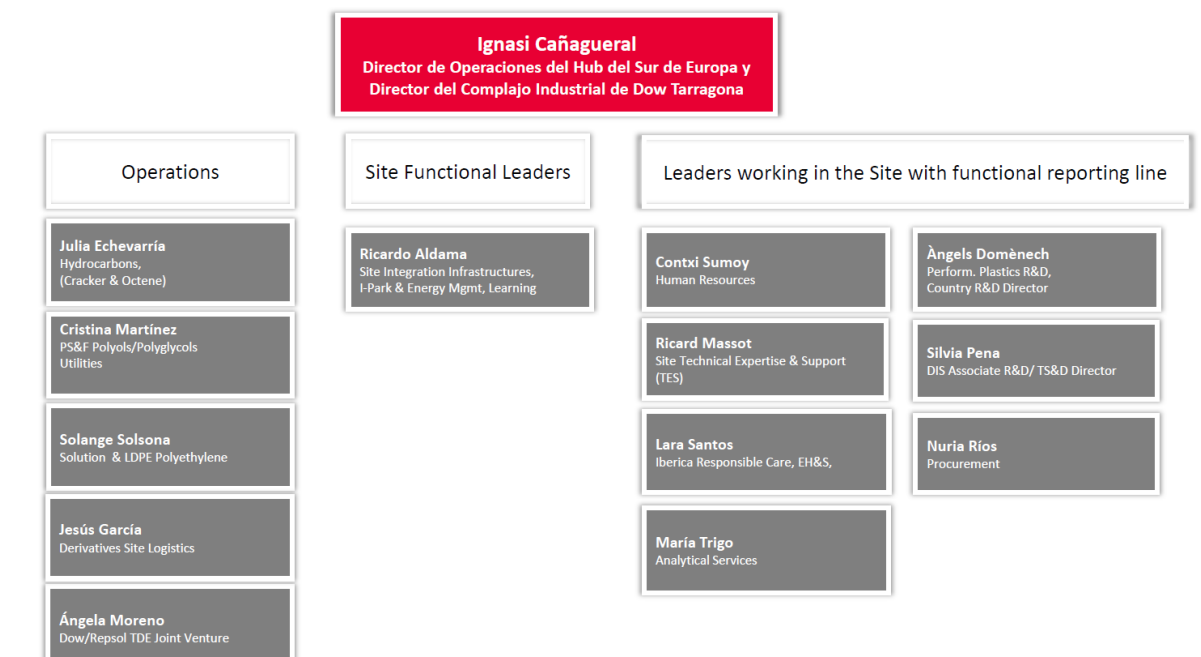 Ignasi Cañagueral
Director de Operaciones del Hub del Sur de Europa y
Director del Complajo Industrial de Dow Tarragona
Operations
Julia Echevarría
Hydrocarbons,
(Cracker & Octene)
Cristina Martínez
PS&F Polyols/Polyglycols
Utilities
Solange Solsona
Solution & LDPE Polyethylene
Jesús García
Derivatives Site Logistics
Ángela Moreno
Dow/Repsol TDE Joint Venture
Site Functional Leaders
Ricardo Aldama
Site Integration Infrastructures,
I-Park & Energy Mgmt, Learning
Leaders working in the Site with functional reporting line
Contxi Sumoy
Human Resources
Ricard Massot
Site Technical Expertise & Support
(TES)
Lara Santos
Iberica Responsible Care, EH&S,
María Trigo
Analytical Services
Àngels Domènech
Perform. Plastics R&D,
Country R&D Director
Silvia Pena
DIS Associate R&D/ TS&D Director
Nuria Ríos
Procurement